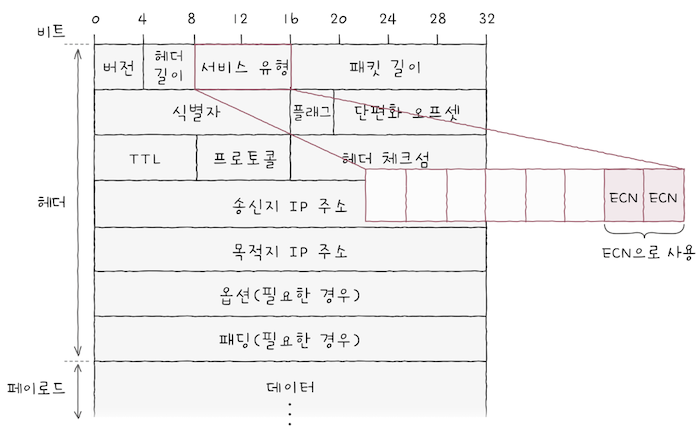 비트
0 4 8 12 16 20 24 28 32
버전
헤더
길이
서비스 유형
패킷 길이
식별자
플래그
단편화 오프셋
TTL
프로토콜
헤더 체크섬
ECN ECN
ECN으로 사용
헤더
송신지 IP 주소
목적지 IP 주소
옵션(필요한 경우)
패딩(필요한 경우)
페이로드
데이터